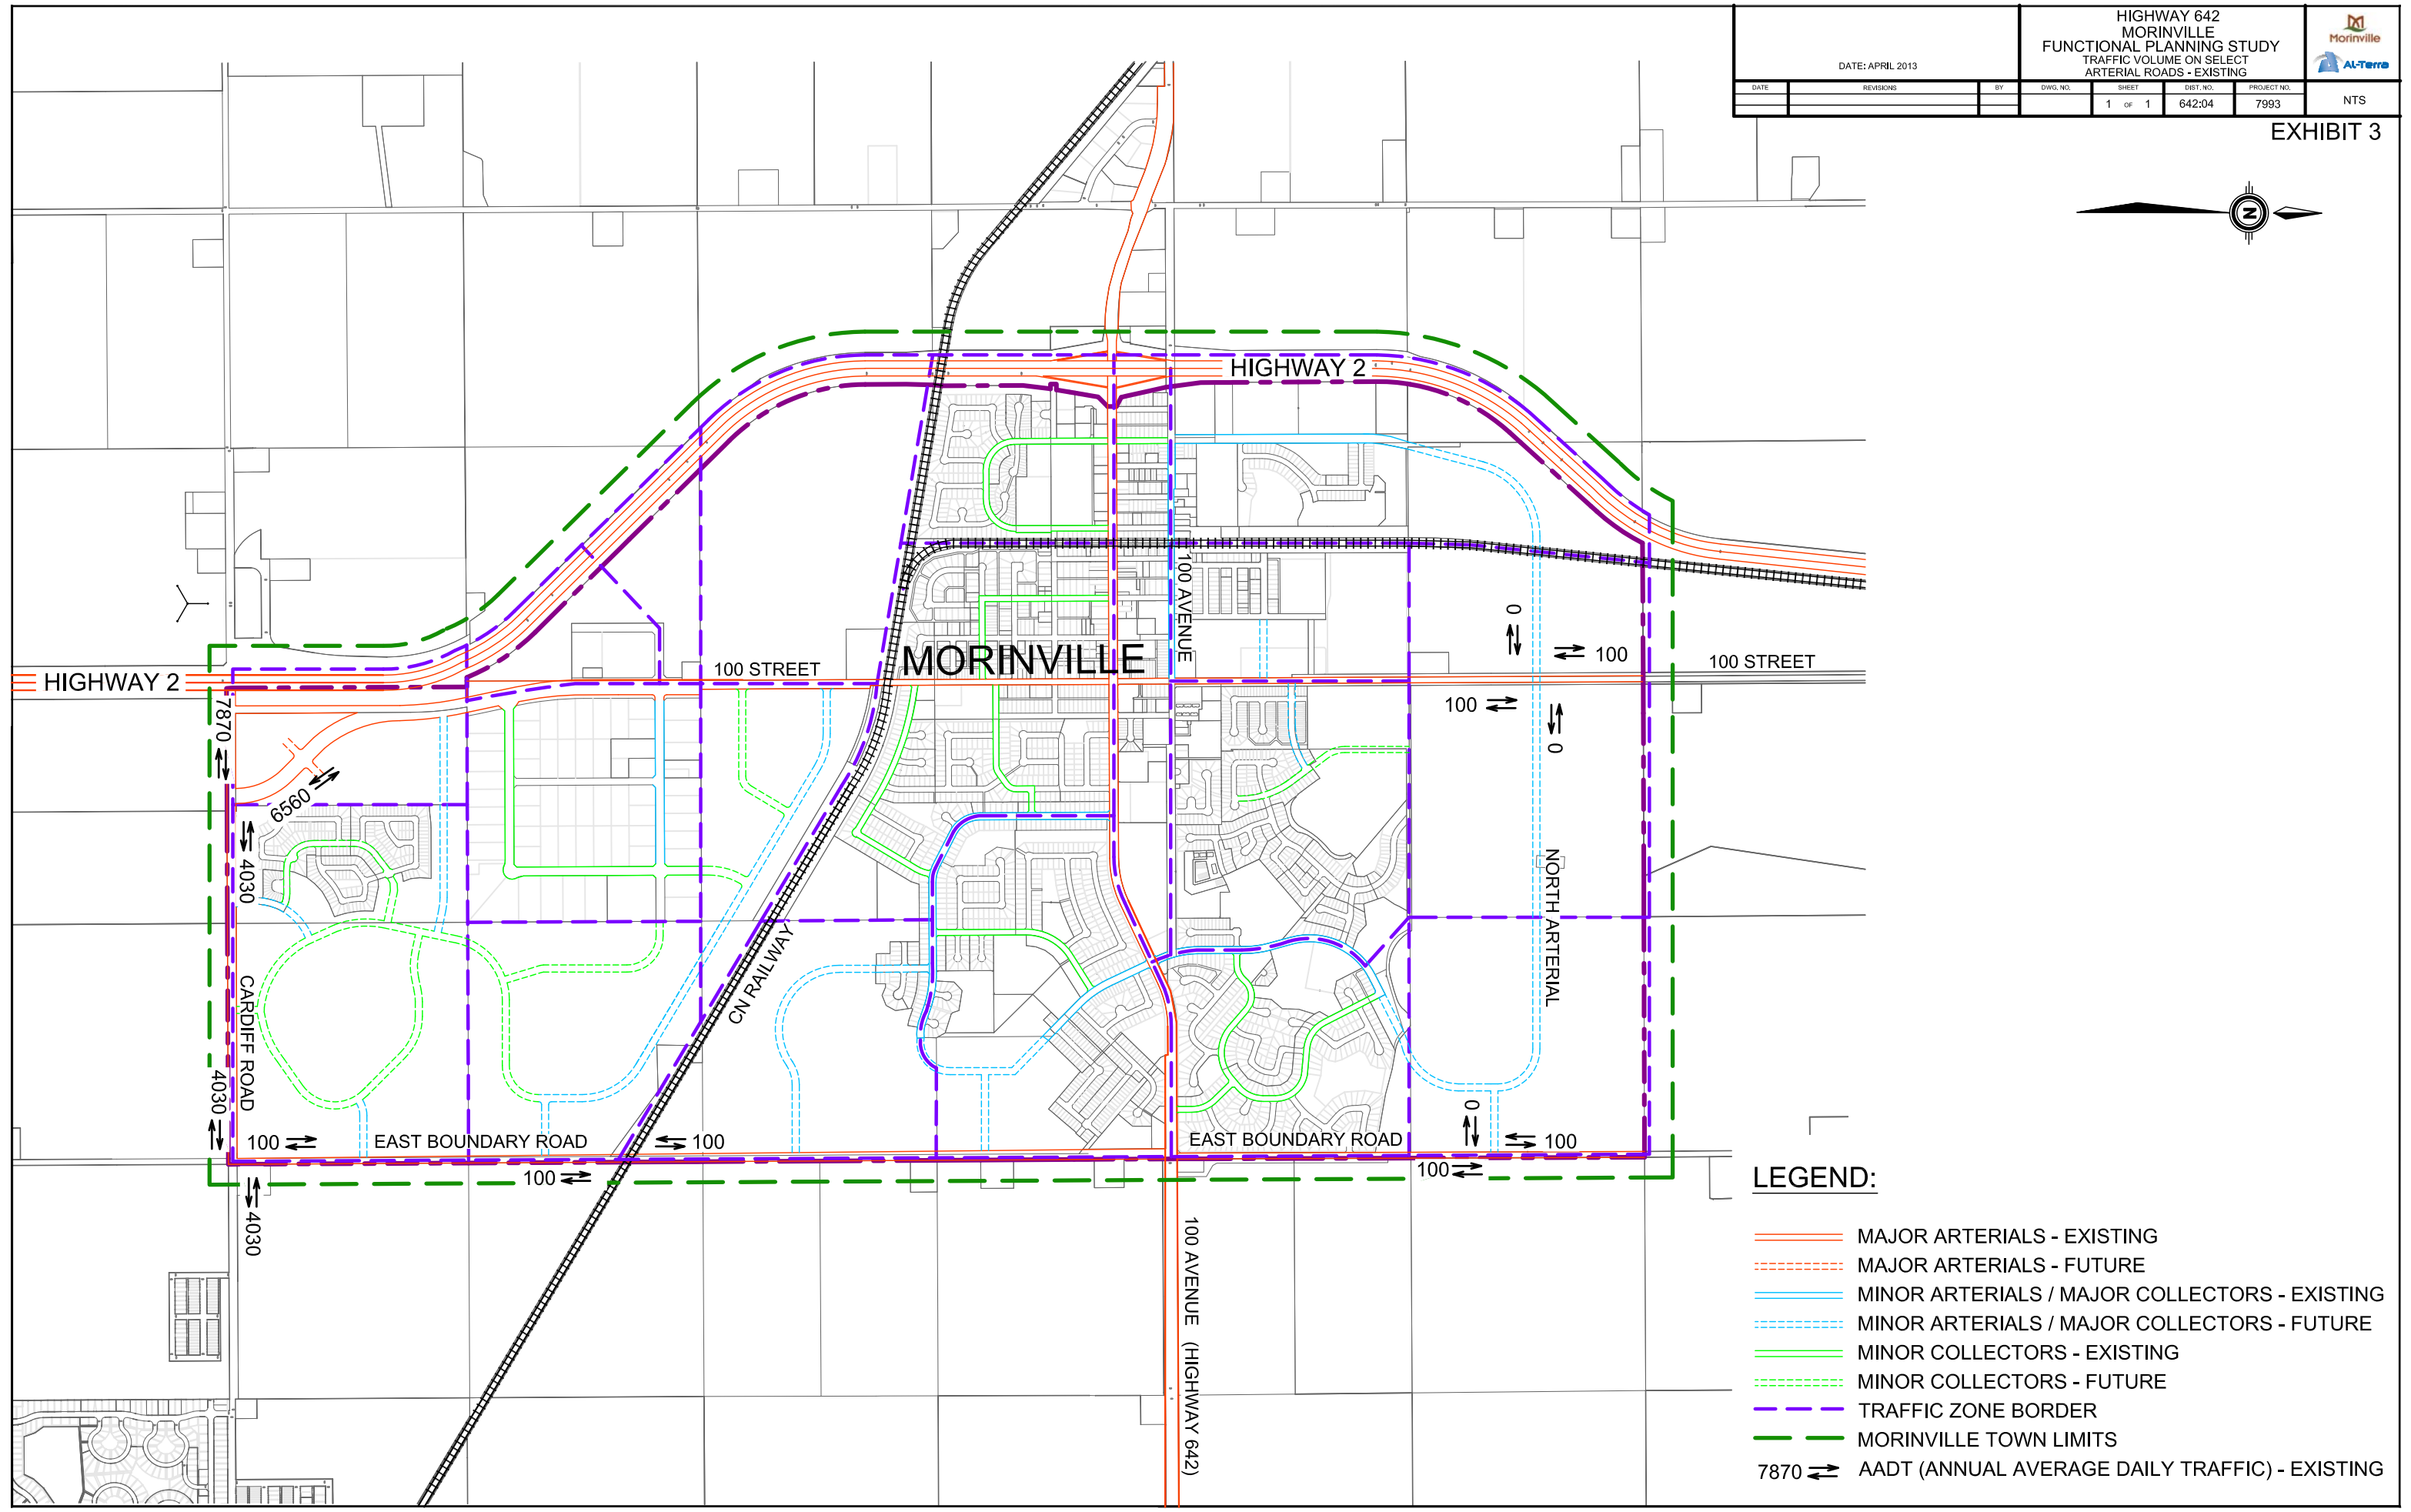 HIGHWAY 642
MORINVILLE
FUNCTIONAL PLANNING STUDY
TRAFFIC VOLUME ON SELECT
ARTERIAL ROADS - EXISTING
Morinville
Al-Terra
DATE: APRIL 2013
DATE
REVISIONS
BY
DWG. NO.
SHEET
DIST. NO.
PROJECT NO.
1 OF 1
642:04
7993
NTS
EXHIBIT 3
N
HIGHWAY 2
100 AVENUE
0
100
100 STREET
MORINVILLE
100 STREET
HIGHWAY 2
7870
100
0
6560
4030
NORTH ARTERIAL
CN RAILWAY
CARDIFF ROAD
4030
0
100
EAST BOUNDARY ROAD
100
EAST BOUNDARY ROAD
100
100
100
4030
100 AVENUE (HIGHWAY 642)
LEGEND:
MAJOR ARTERIALS - EXISTING
MAJOR ARTERIALS - FUTURE
MINOR ARTERIALS / MAJOR COLLECTORS - EXISTING
MINOR ARTERIALS / MAJOR COLLECTORS - FUTURE
MINOR COLLECTORS - EXISTING
MINOR COLLECTORS - FUTURE
TRAFFIC ZONE BORDER
MORINVILLE TOWN LIMITS
7870 AADT (ANNUAL AVERAGE DAILY TRAFFIC) - EXISTING